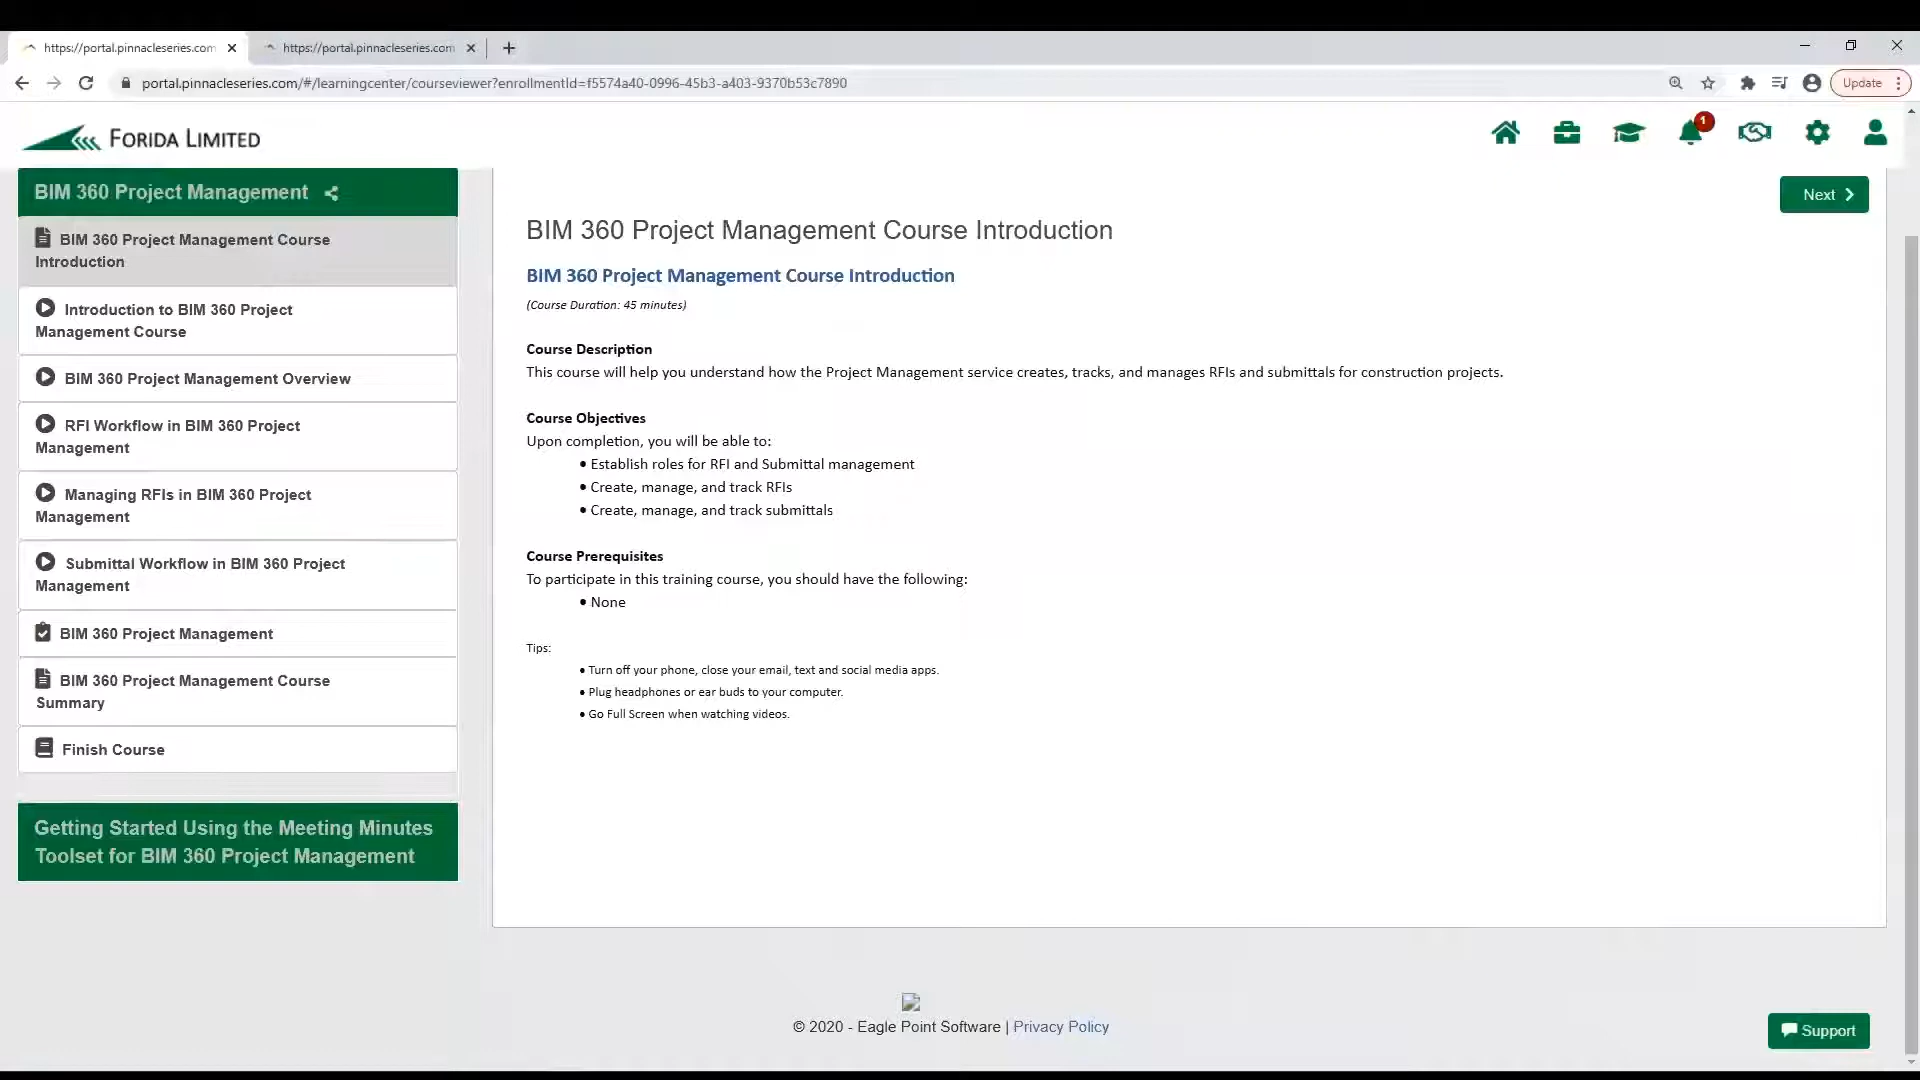 https://portal.pinnacleseries.com
https://portal.pinnacleseries.com
portal.pinnacleseries.com/#/learningcenter/courseviewer?enrollmentId=f5574a40-0996-45b3-a403-9370b53c7890
Update
FORIDA LIMITED
1
BIM 360 Project Management
BIM 360 Project Management Course
Introduction
Introduction to BIM 360 Project
Management Course
BIM 360 Project Management Overview
RFI Workflow in BIM 360 Project
Management
Managing RFIs in BIM 360 Project
Management
Submittal Workflow in BIM 360 Project
Management
BIM 360 Project Management
BIM 360 Project Management Course
Summary
Finish Course
Getting Started Using the Meeting Minutes
Toolset for BIM 360 Project Management
Next
BIM 360 Project Management Course Introduction
BIM 360 Project Management Course Introduction
(Course Duration: 45 minutes)
Course Description
This course will help you understand how the Project Management service creates, tracks, and manages RFIs and submittals for construction projects.
Course Objectives
Upon completion, you will be able to:
• Establish roles for RFI and Submittal management
• Create, manage, and track RFIs
• Create, manage, and track submittals
Course Prerequisites
To participate in this training course, you should have the following:
• None
Tips:
• Turn off your phone, close your email, text and social media apps.
• Plug headphones or ear buds to your computer.
• Go Full Screen when watching videos.
© 2020 - Eagle Point Software | Privacy Policy
Support